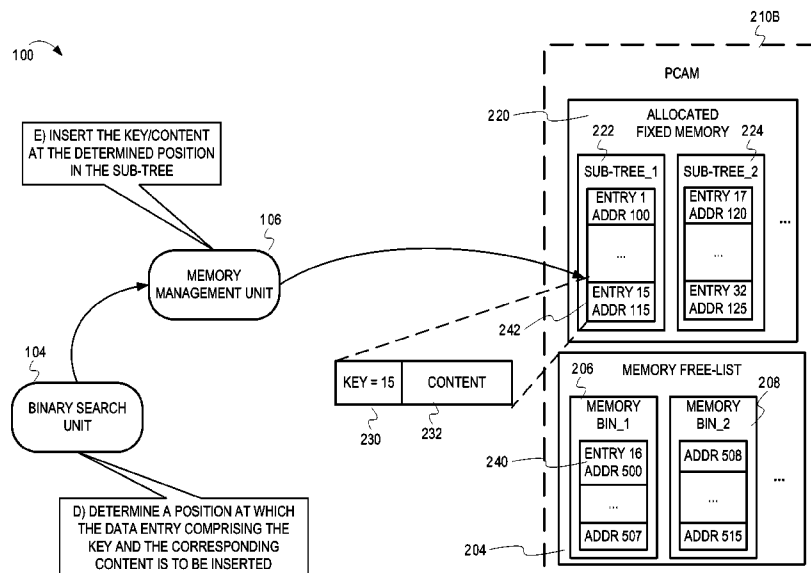 210B
100
PCAM
220
ALLOCATED
FIXED MEMORY
222
224
E) INSERT THE KEY/CONTENT
AT THE DETERMINED POSITION
IN THE SUB-TREE
SUB-TREE_1
SUB-TREE_2
ENTRY 1
ADDR 100
ENTRY 17
ADDR 120
...
106
MEMORY
MANAGEMENT UNIT
...
...
ENTRY 15
ADDR 115
ENTRY 32
ADDR 125
242
104
BINARY SEARCH
UNIT
KEY = 15
CONTENT
230
232
MEMORY FREE-LIST
206
208
MEMORY
BIN_1
MEMORY
BIN_2
240
ENTRY 16
ADDR 500
ADDR 508
...
...
...
ADDR 507
ADDR 515
204
D) DETERMINE A POSITION AT WHICH
THE DATA ENTRY COMPRISING THE
KEY AND THE CORRESPONDING
CONTENT IS TO BE INSERTED